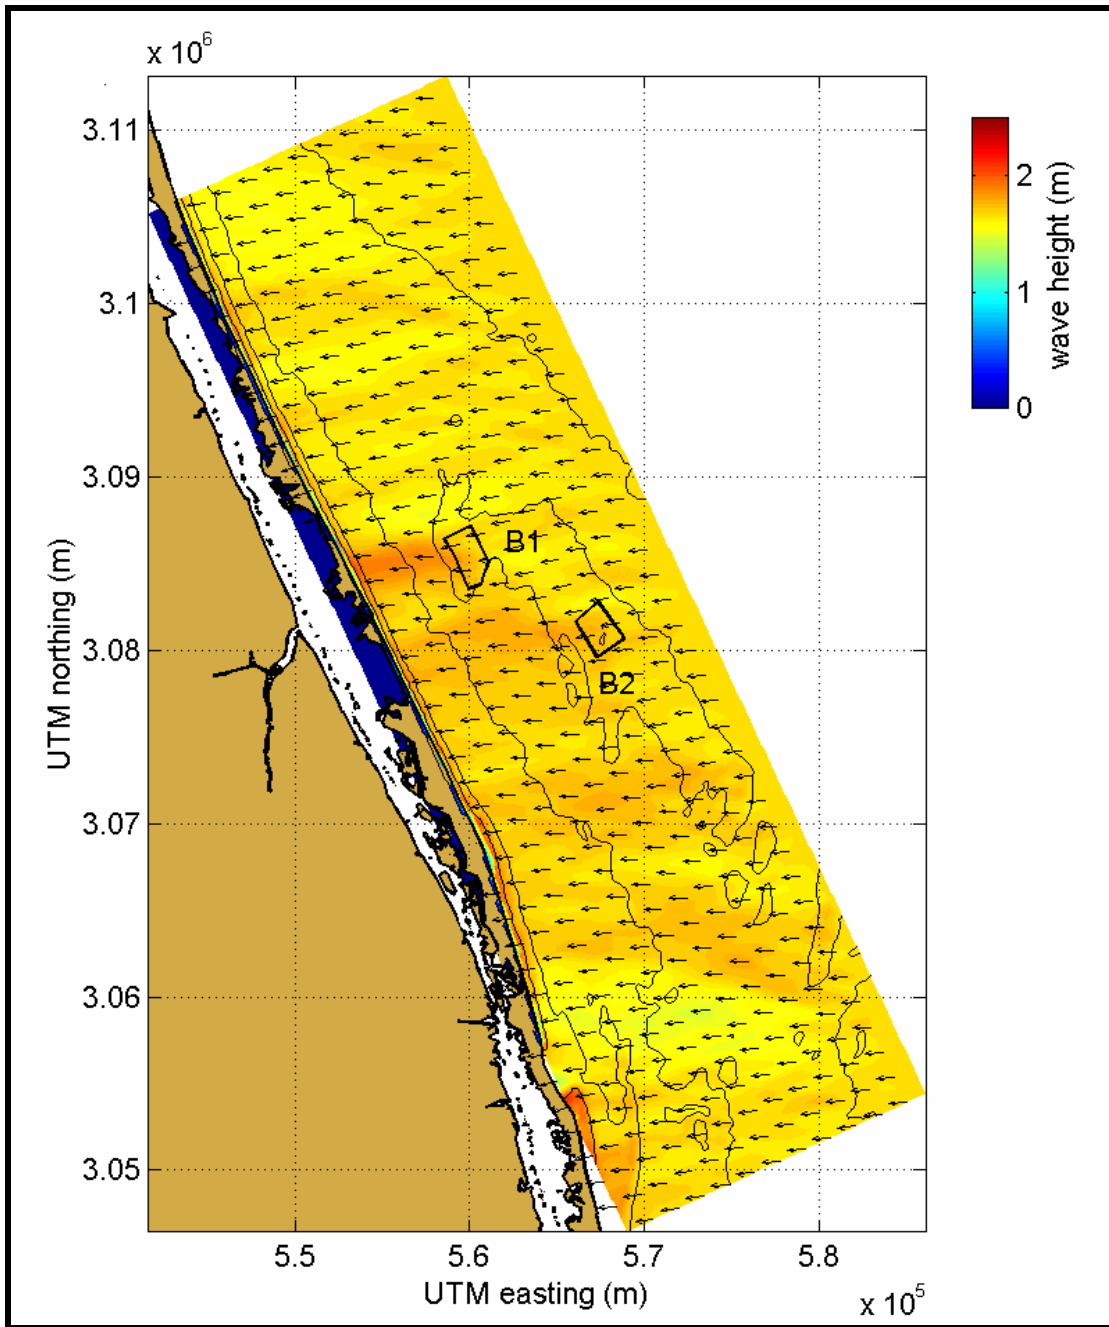 x 10^6
3.11
3.1
3.09
3.08
3.07
3.06
3.05
UTM northing (m)
B1
B2
5.5
5.6
5.7
5.8
UTM easting (m)
x 10^5
2
1
0
wave height (m)